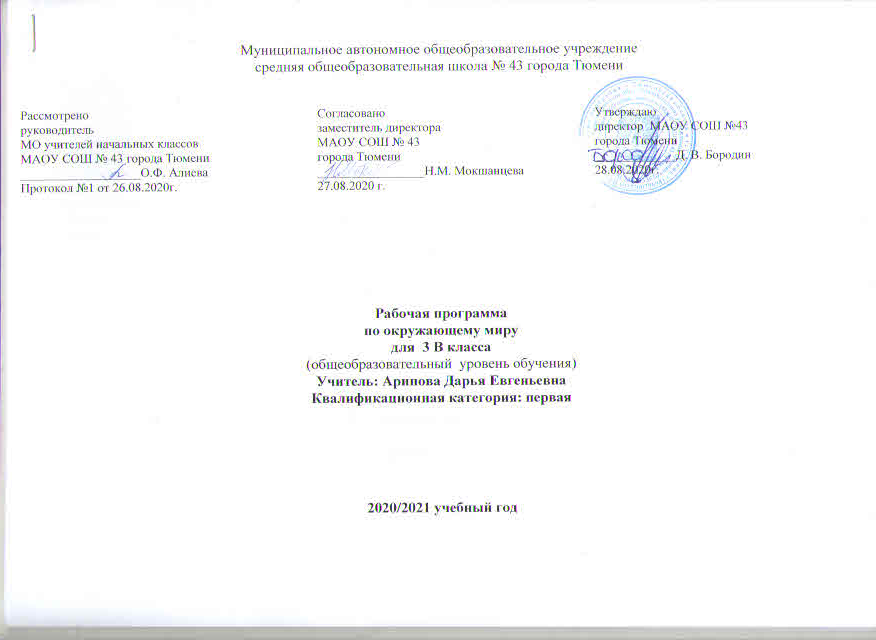 Муниципальное автономное общеобразовательное учреждение
средняя общеобразовательная школа № 43 города Тюмени
Рассмотрено
руководитель
МО учителей начальных классов
МАОУ СОШ № 43 города Тюмени
____________________О.Ф. Алиева
Протокол №1 от 26.08.2020г.
Согласовано
заместитель директора
МАОУ СОШ № 43
города Тюмени
__________________Н.М. Мокшанцева
27.08.2020 г.
Утверждаю
директор МАОУ СОШ №43
города Тюмени
Д.В. Бородин
28.08.2020г.
Рабочая программа
по окружающему миру
для 3 В класса
(общеобразовательный уровень обучения)
Учитель: Арипова Дарья Евгеньевна
Квалификационная категория: первая
2020/2021 учебный год